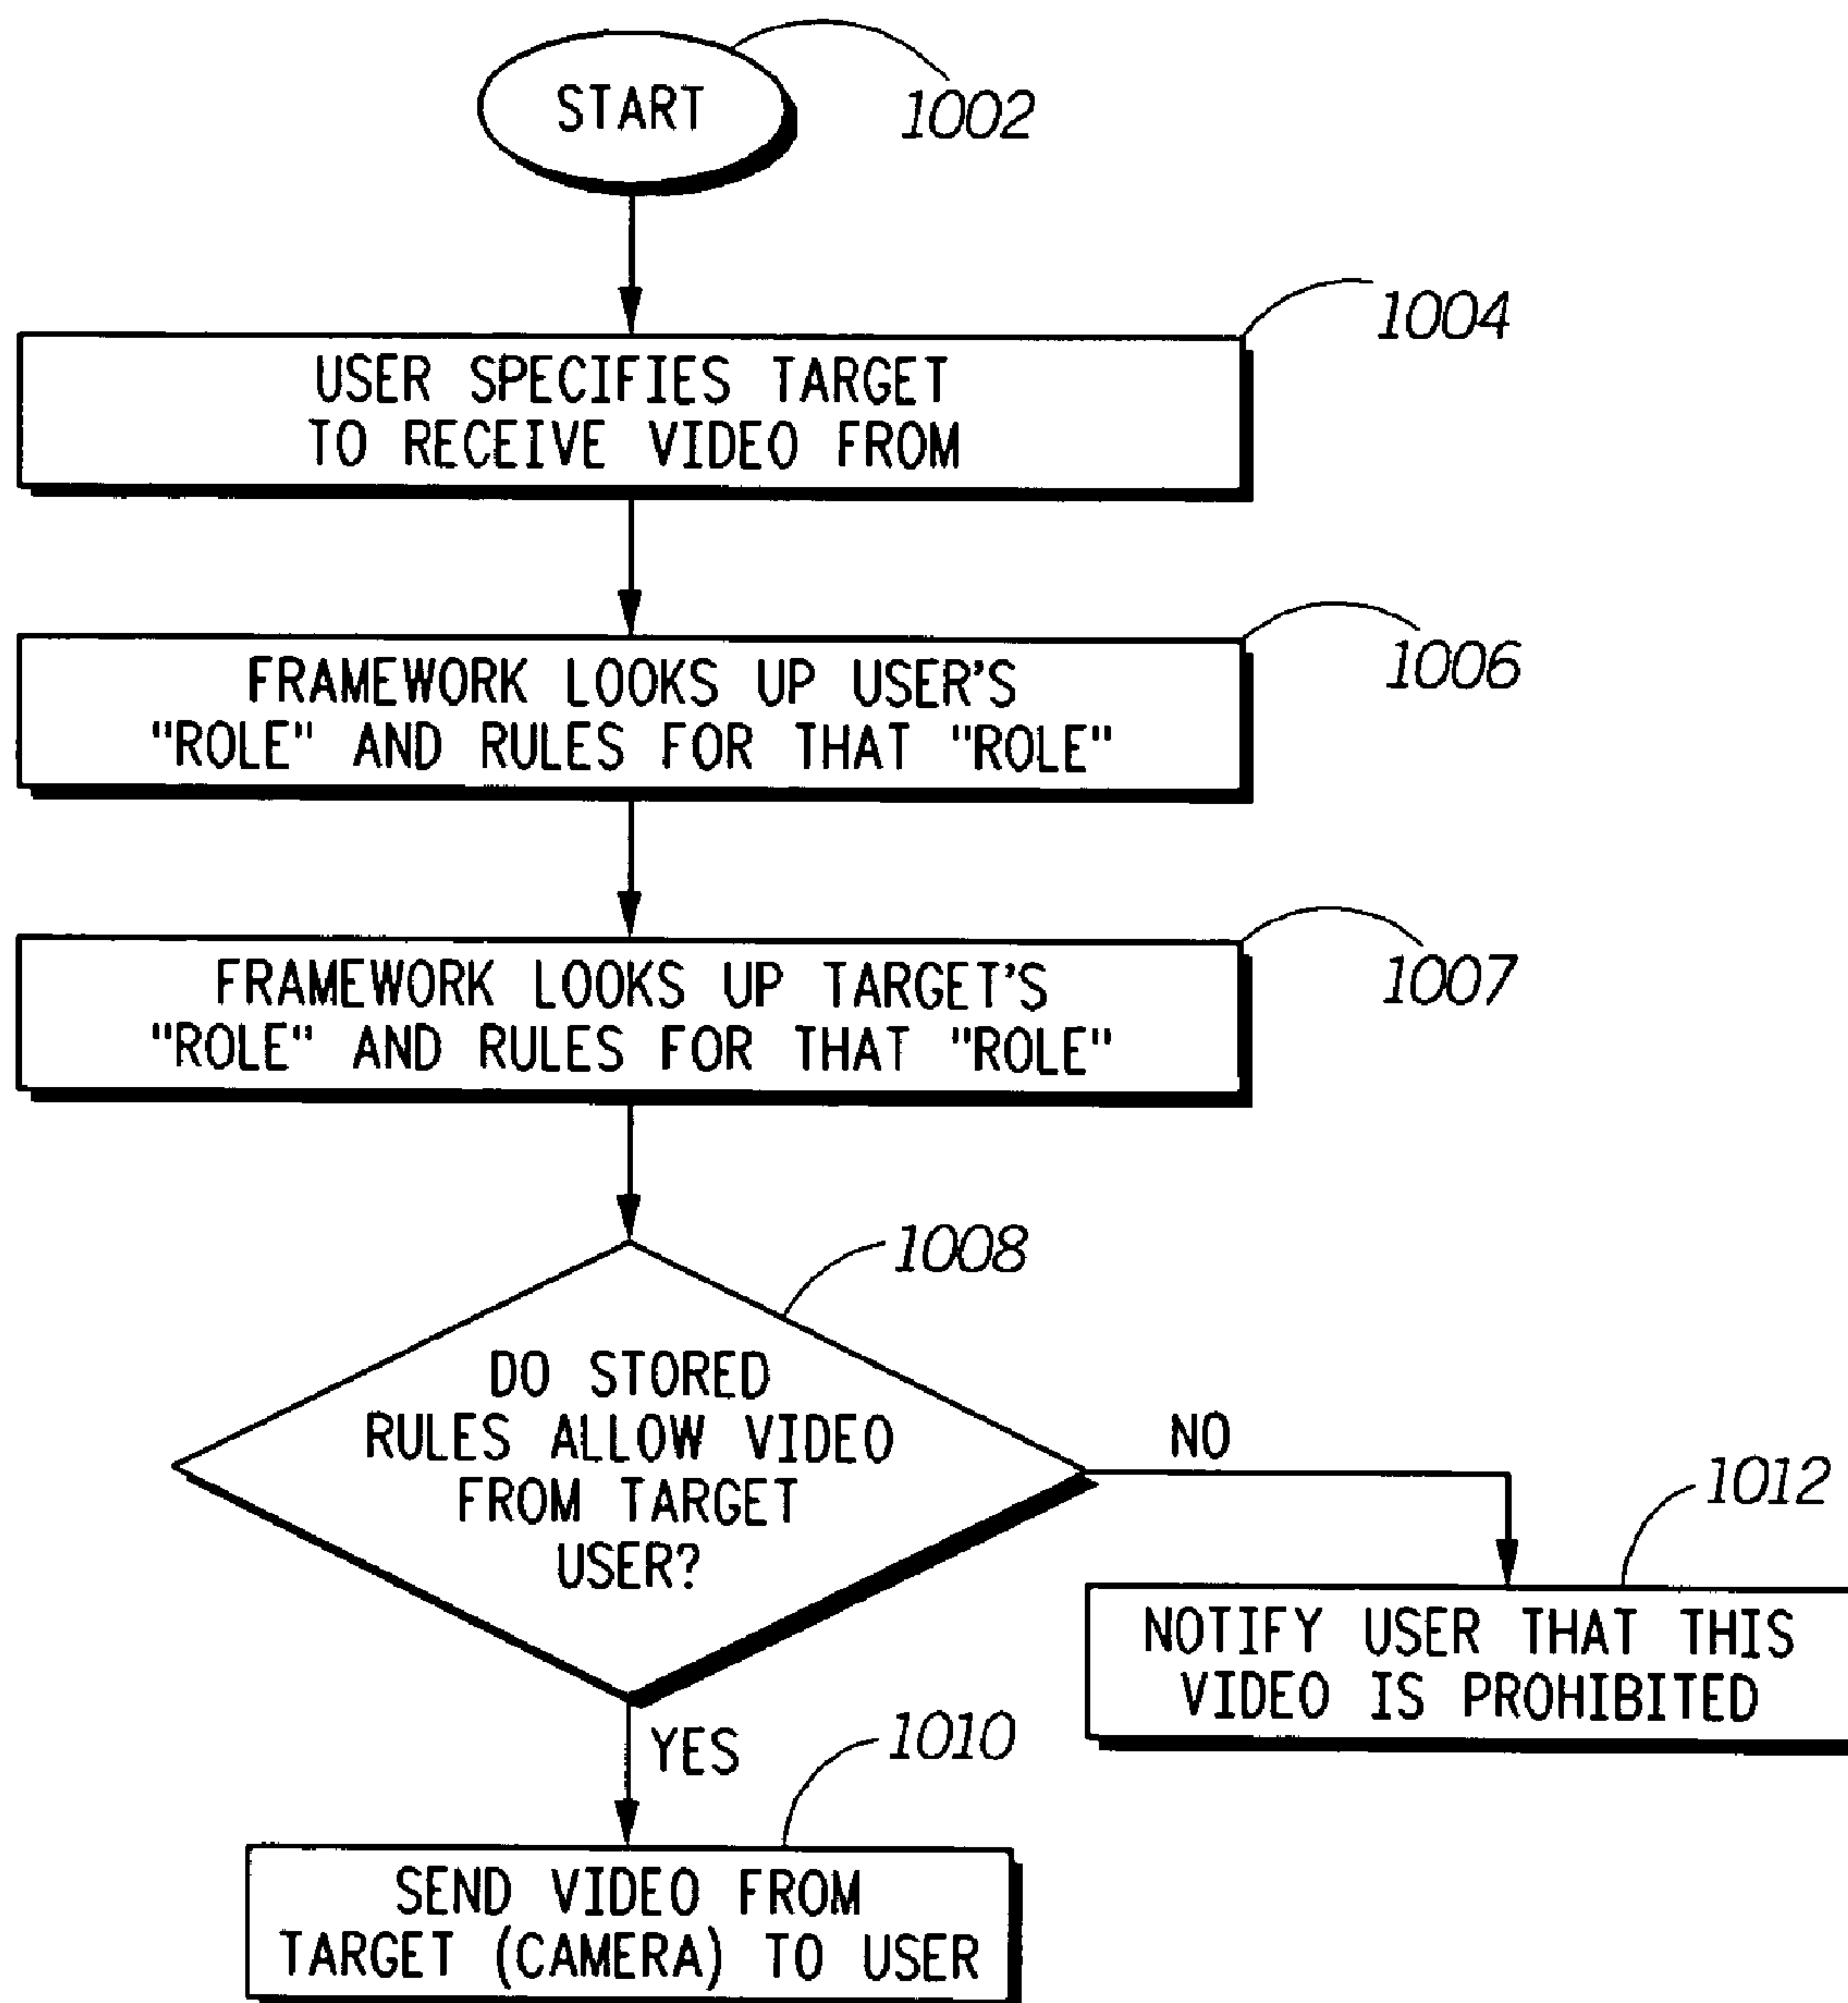 START
1002
1004
USER SPECIFIES TARGET
TO RECEIVE VIDEO FROM
1006
FRAMEWORK LOOKS UP USER'S
"ROLE" AND RULES FOR THAT "ROLE"
1007
FRAMEWORK LOOKS UP TARGET'S
"ROLE" AND RULES FOR THAT "ROLE"
1008
DO STORED
RULES ALLOW VIDEO
FROM TARGET
USER?
NO
1012
NOTIFY USER THAT THIS
VIDEO IS PROHIBITED
YES
1010
SEND VIDEO FROM
TARGET (CAMERA) TO USER